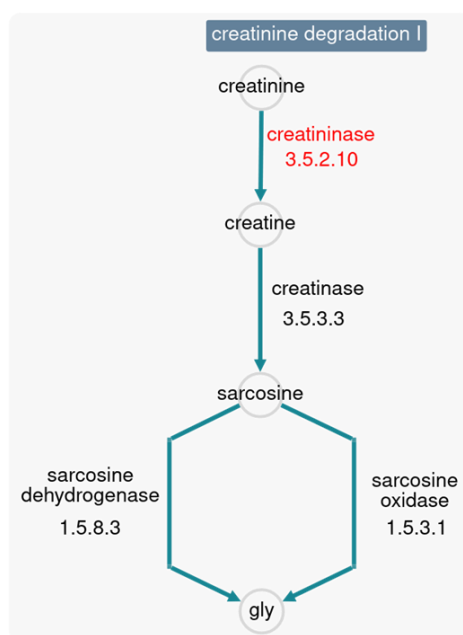 creatinine degradation I
creatinine
creatininase
3.5.2.10
creatine
creatinase
3.5.3.3
sarcosine
sarcosine
dehydrogenase
1.5.8.3
sarcosine
oxidase
1.5.3.1
gly